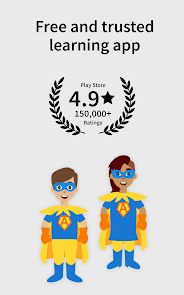 Free and trusted
learning app
Play Store
4.9★
150,000+
Ratings
A
A